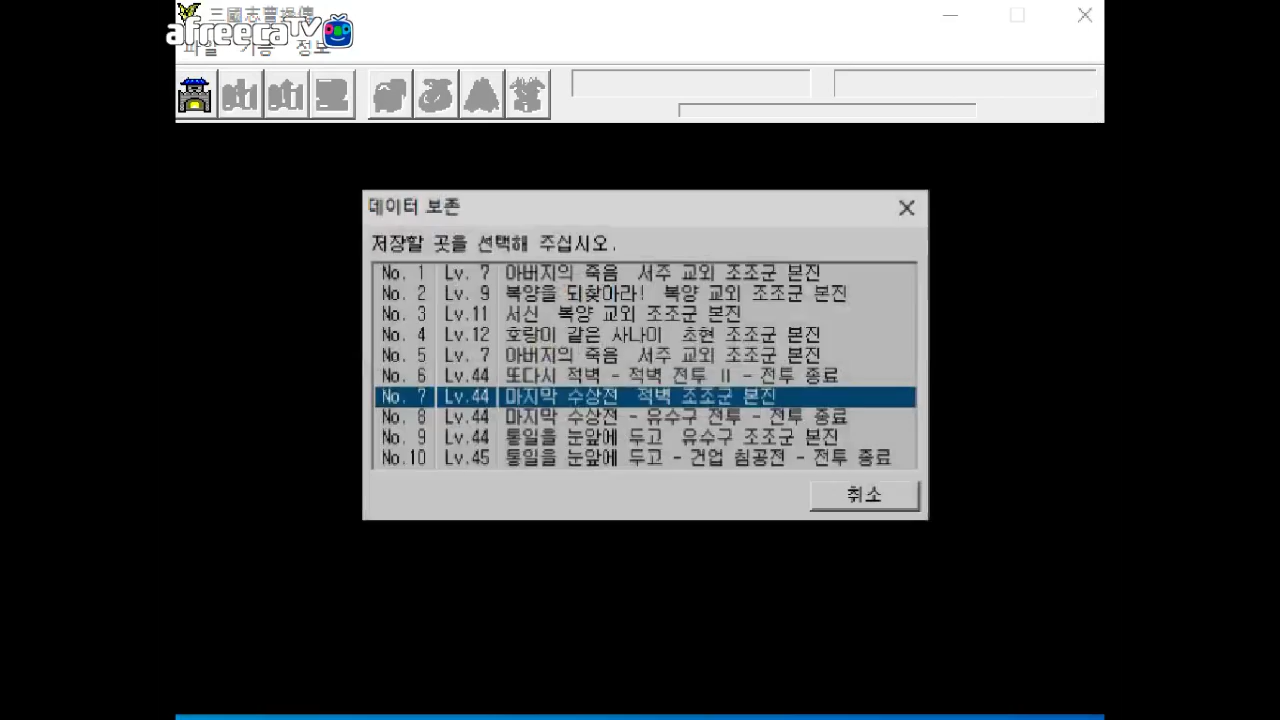 三國志曹操傳
afreecaTV
파일 기능 정보
데이터 보존
저장할 곳을 선택해 주십시오.
No. 1 Lv. 7 아버지의 죽음 서주 교외 조조군 본진
No. 2 Lv. 9 복양을 되찾아라! 복양 교외 조조군 본진
No. 3 Lv.11 서신 복양 교외 조조군 본진
No. 4 Lv.12 호랑이 같은 사나이 초현 조조군 본진
No. 5 Lv. 7 아버지의 죽음 서주 교외 조조군 본진
No. 6 Lv.44 또다시 적벽 - 적벽 전투 II - 전투 종료
No. 7 Lv.44 마지막 수상전 적벽 조조군 본진
No. 8 Lv.44 마지막 수상전 - 유수구 전투 - 전투 종료
No. 9 Lv.44 통일을 눈앞에 두고 유수구 조조군 본진
No.10 Lv.45 통일을 눈앞에 두고 - 건업 침공전 - 전투 종료
취소